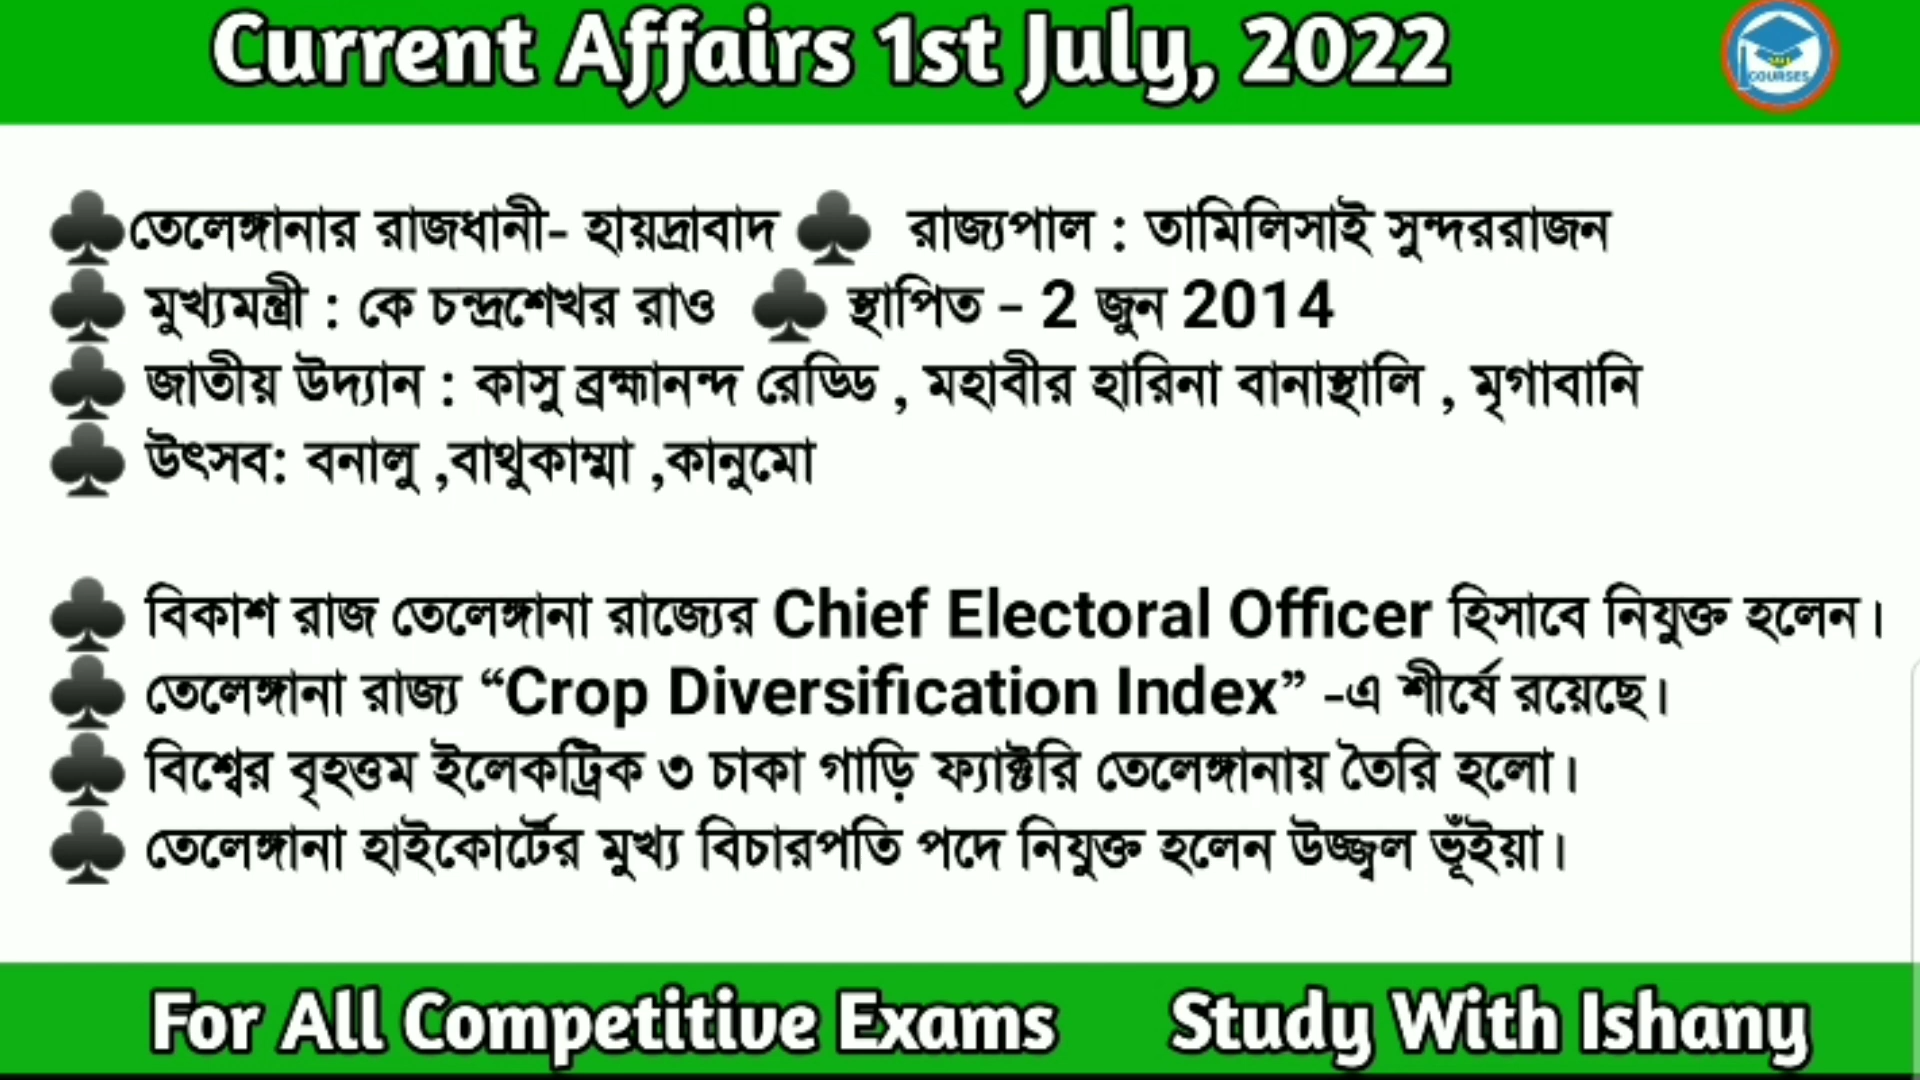 Current Affairs 1st July, 2022
COURSES
♣তেলেঙ্গানার রাজধানী- হায়দ্রাবাদ ♣ রাজ্যপাল : তামিলিসাই সুন্দররাজন
♣ মুখ্যমন্ত্রী : কে চন্দ্রশেখর রাও ♣ স্থাপিত – 2 জুন 2014
♣ জাতীয় উদ্যান : কাসু ব্রহ্মানন্দ রেড্ডি , মহাবীর হারিনা বানাস্থালি , মৃগাবানি
♣ উৎসব: বনালু ,বাথুকাম্মা ,কানুমো
♣ বিকাশ রাজ তেলেঙ্গানা রাজ্যের Chief Electoral Officer হিসাবে নিযুক্ত হলেন।
♣ তেলেঙ্গানা রাজ্য “Crop Diversification Index” -এ শীর্ষে রয়েছে।
♣ বিশ্বের বৃহত্তম ইলেকট্রিক ৩ চাকা গাড়ি ফ্যাক্টরি তেলেঙ্গানায় তৈরি হলো।
♣ তেলেঙ্গানা হাইকোর্টের মুখ্য বিচারপতি পদে নিযুক্ত হলেন উজ্জ্বল ভূঁইয়া।
For All Competitive Exams Study With Ishany